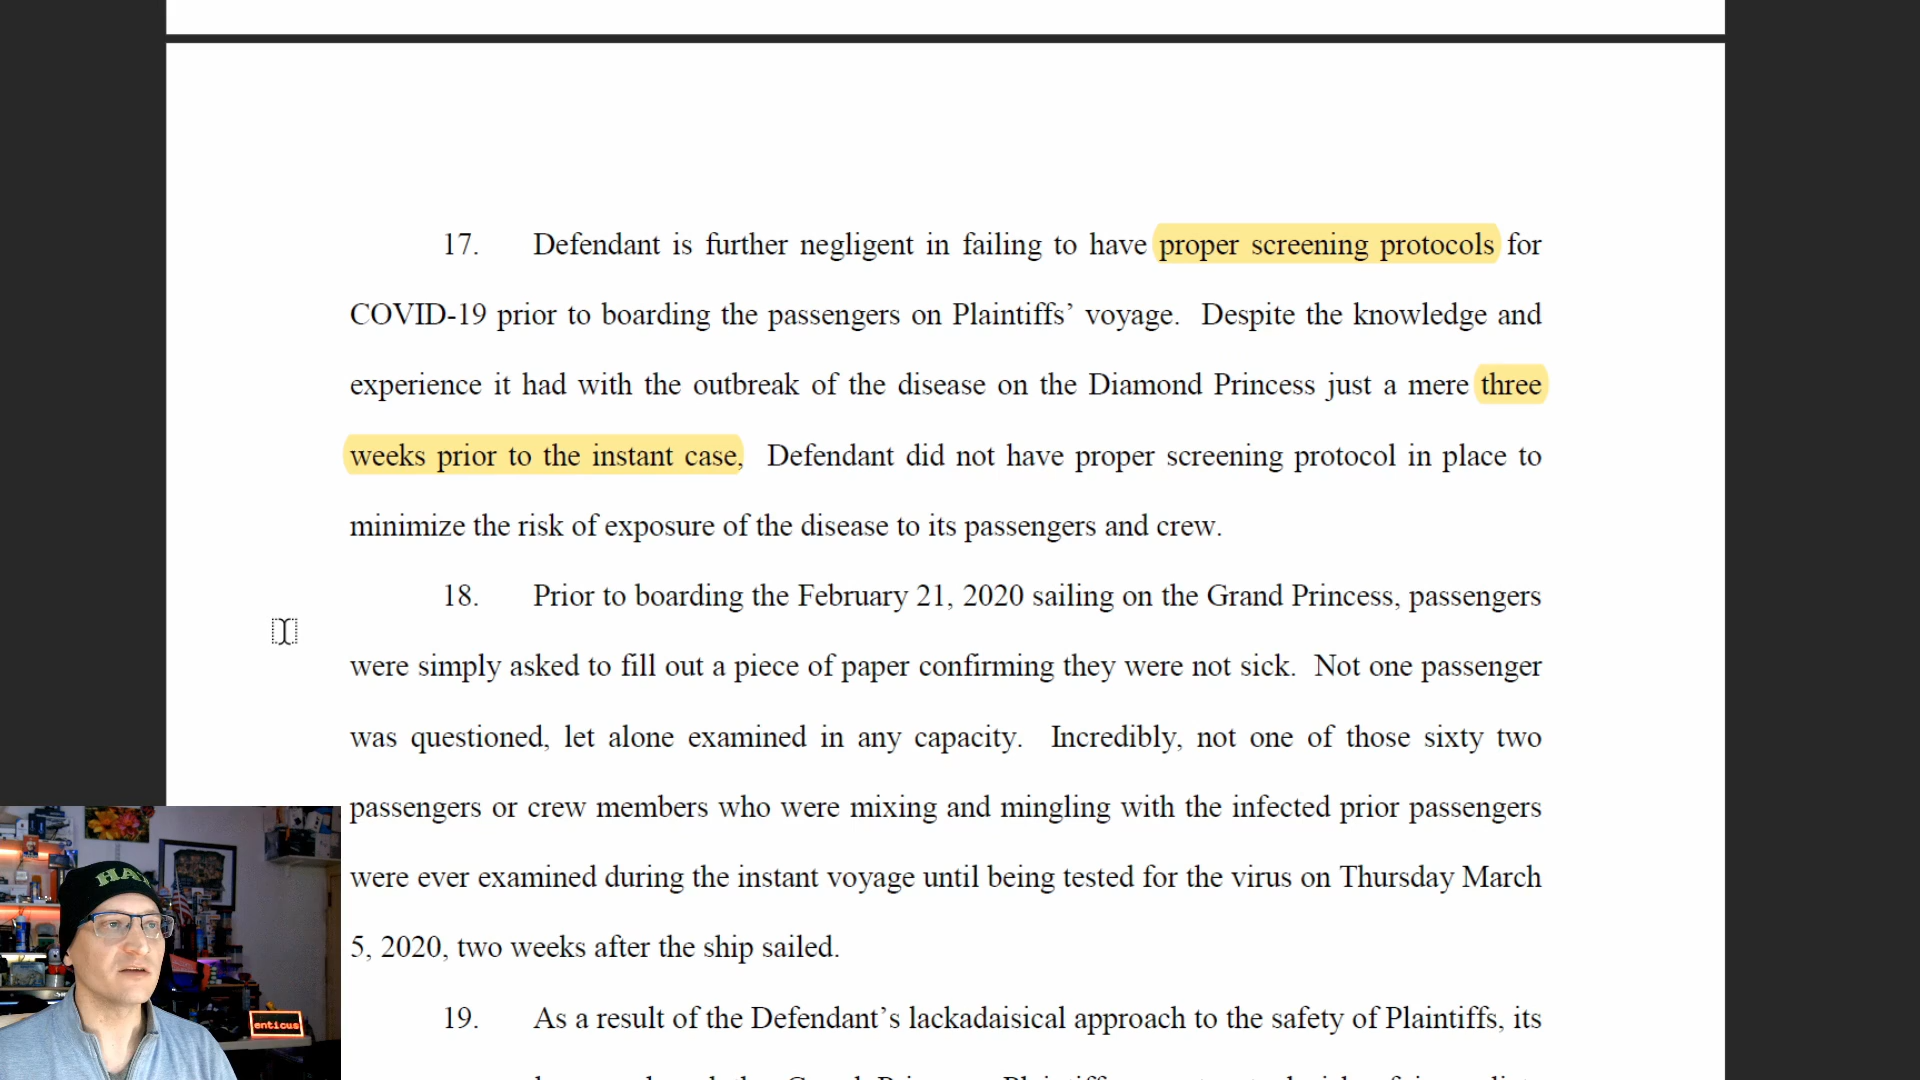 17. Defendant is further negligent in failing to have proper screening protocols for
COVID-19 prior to boarding the passengers on Plaintiffs’ voyage. Despite the knowledge and
experience it had with the outbreak of the disease on the Diamond Princess just a mere three
weeks prior to the instant case, Defendant did not have proper screening protocol in place to
minimize the risk of exposure of the disease to its passengers and crew.
18. Prior to boarding the February 21, 2020 sailing on the Grand Princess, passengers
were simply asked to fill out a piece of paper confirming they were not sick. Not one passenger
was questioned, let alone examined in any capacity. Incredibly, not one of those sixty two
passengers or crew members who were mixing and mingling with the infected prior passengers
were ever examined during the instant voyage until being tested for the virus on Thursday March
5, 2020, two weeks after the ship sailed.
19. As a result of the Defendant’s lackadaisical approach to the safety of Plaintiffs, its
enticus